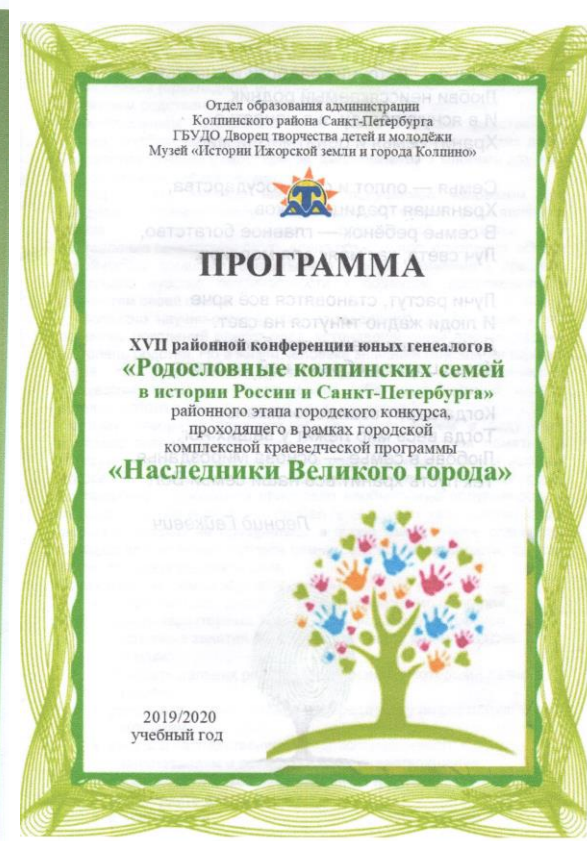 Отдел образования администрации
Колпинского района Санкт-Петербурга
ГБУДО Дворец творчества детей и молодёжи
Музей «Истории Ижорской земли и города Колпино»
ПРОГРАММА
XVII районной конференции юных генеалогов
«Родословные колпинских семей
в истории России и Санкт-Петербурга»
районного этапа городского конкурса,
проходящего в рамках городской
комплексной краеведческой программы
«Наследники Великого города»
2019/2020
учебный год